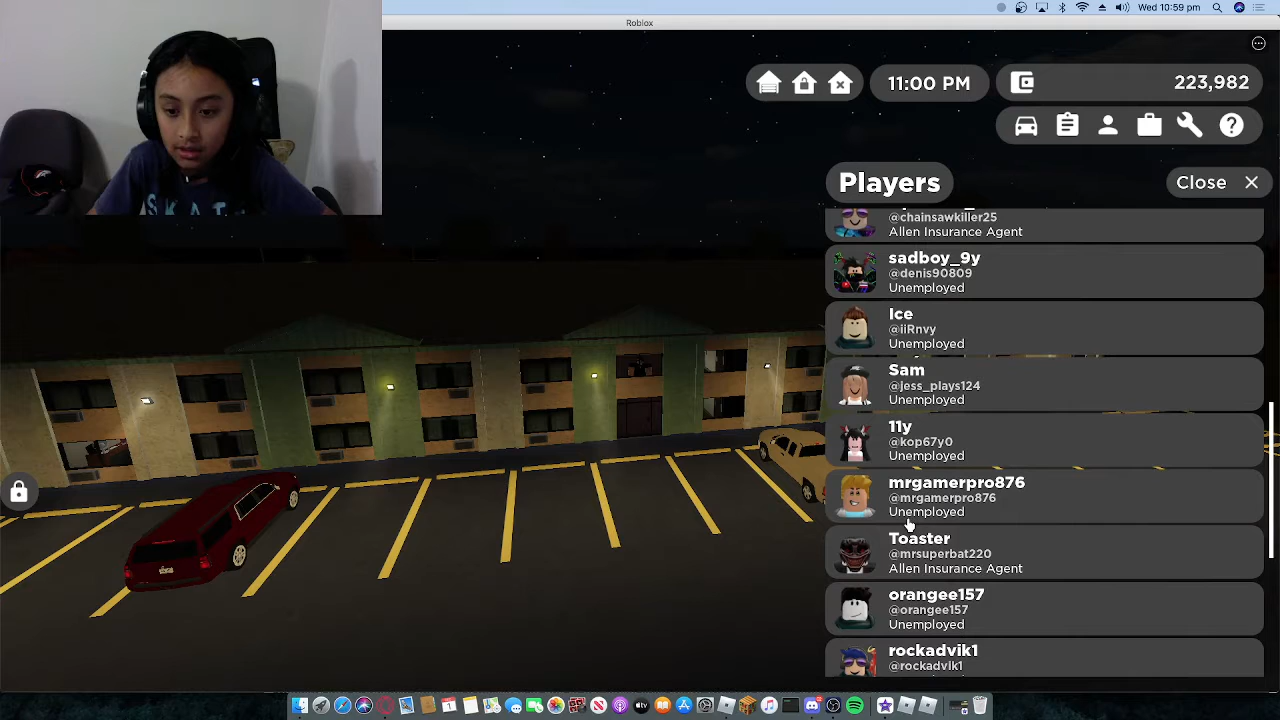 Roblox
Wed 10:59 pm
11:00 PM
223,982
Players
Close
@chainsawkiller25
Allen Insurance Agent
sadboy_9y
@denis90809
Unemployed
Ice
@iiRnvy
Unemployed
Sam
@jess_plays124
Unemployed
11y
@kop67y0
Unemployed
mrgamerpro876
@mrgamerpro876
Unemployed
Toaster
@mrsuperbat220
Allen Insurance Agent
orangee157
@orangee157
Unemployed
rockadvik1
@rockadvik1